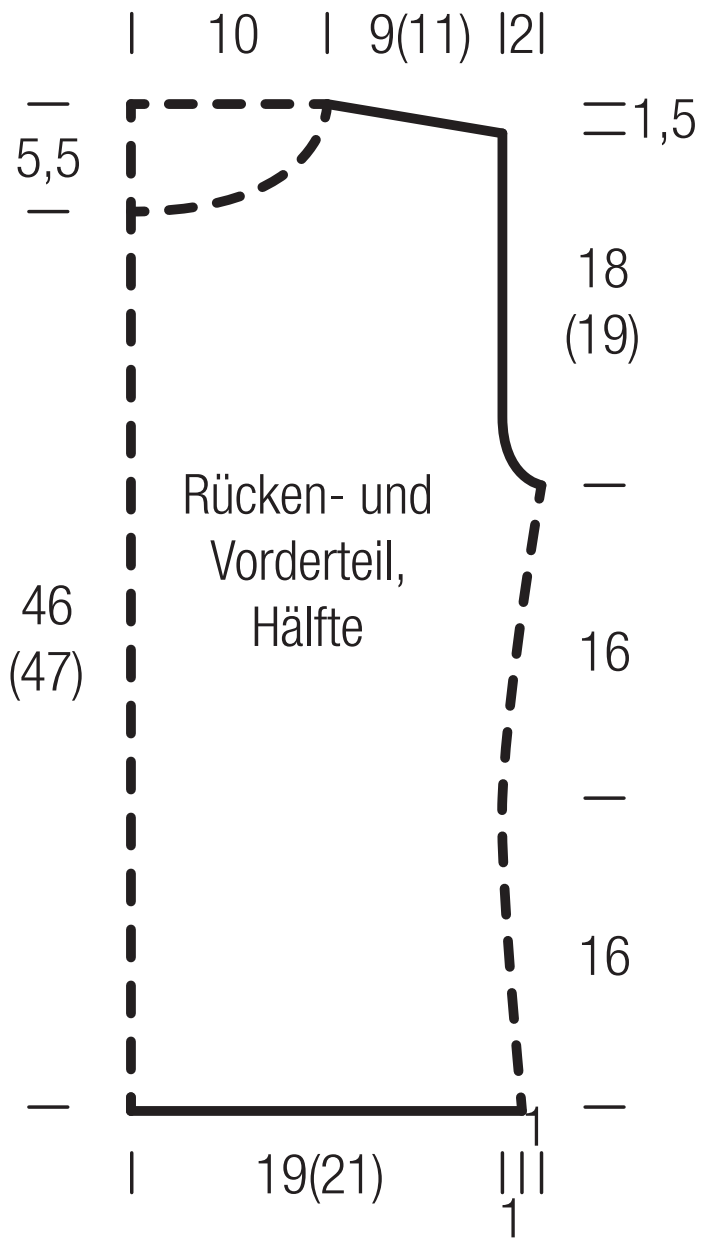 10 9(11) 2
5,5
1,5
18
(19)
Rücken- und
Vorderteil,
Hälfte
46
(47)
16
16
1
19(21)
1